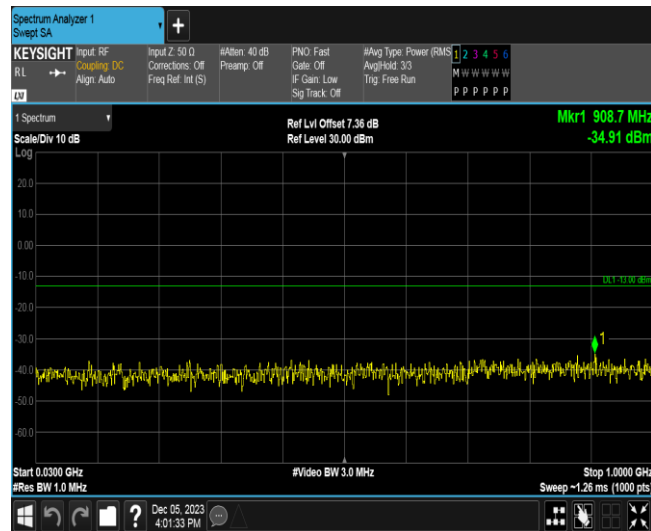 Spectrum Analyzer 1
Swept SA
+
KEYSIGHT
RL
LXI
Input: RF
Coupling: DC
Align: Auto
Input Z: 50 Ω
Corrections: Off
Freq Ref: Int (S)
#Atten: 40 dB
Preamp: Off
PNO: Fast
Gate: Off
IF Gain: Low
Sig Track: Off
#Avg Type: Power (RMS
Avg|Hold: 3/3
Trig: Free Run
1 2 3 4 5 6
M W W W W W
P P P P P P
1 Spectrum
Scale/Div 10 dB
Log
Ref Lvl Offset 7.36 dB
Ref Level 30.00 dBm
Mkr1 908.7 MHz
-34.91 dBm
20.0
10.0
0.00
-10.0
DL1 -13.00 dBm
-20.0
-30.0
1
-40.0
-50.0
-60.0
Start 0.0300 GHz
#Res BW 1.0 MHz
#Video BW 3.0 MHz
Stop 1.0000 GHz
Sweep ~1.26 ms (1000 pts
?
Dec 05, 2023
4:01:33 PM